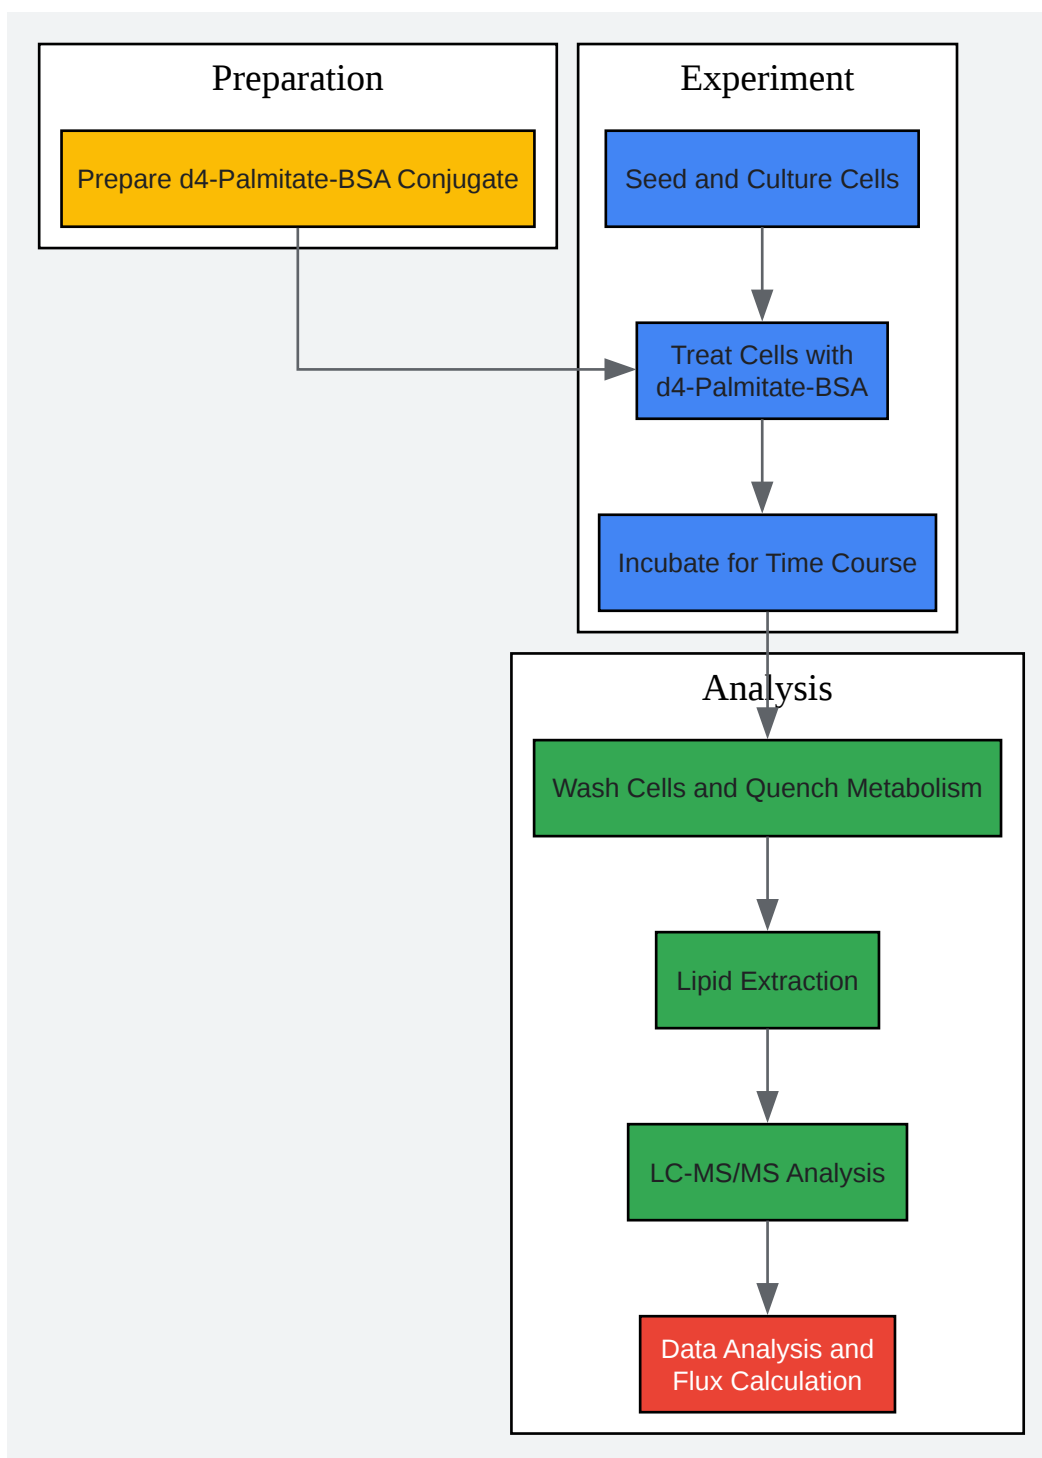 Preparation
Prepare d4-Palmitate-BSA Conjugate
Experiment
Seed and Culture Cells
Treat Cells with
d4-Palmitate-BSA
Incubate for Time Course
Analysis
Wash Cells and Quench Metabolism
Lipid Extraction
LC-MS/MS Analysis
Data Analysis and
Flux Calculation